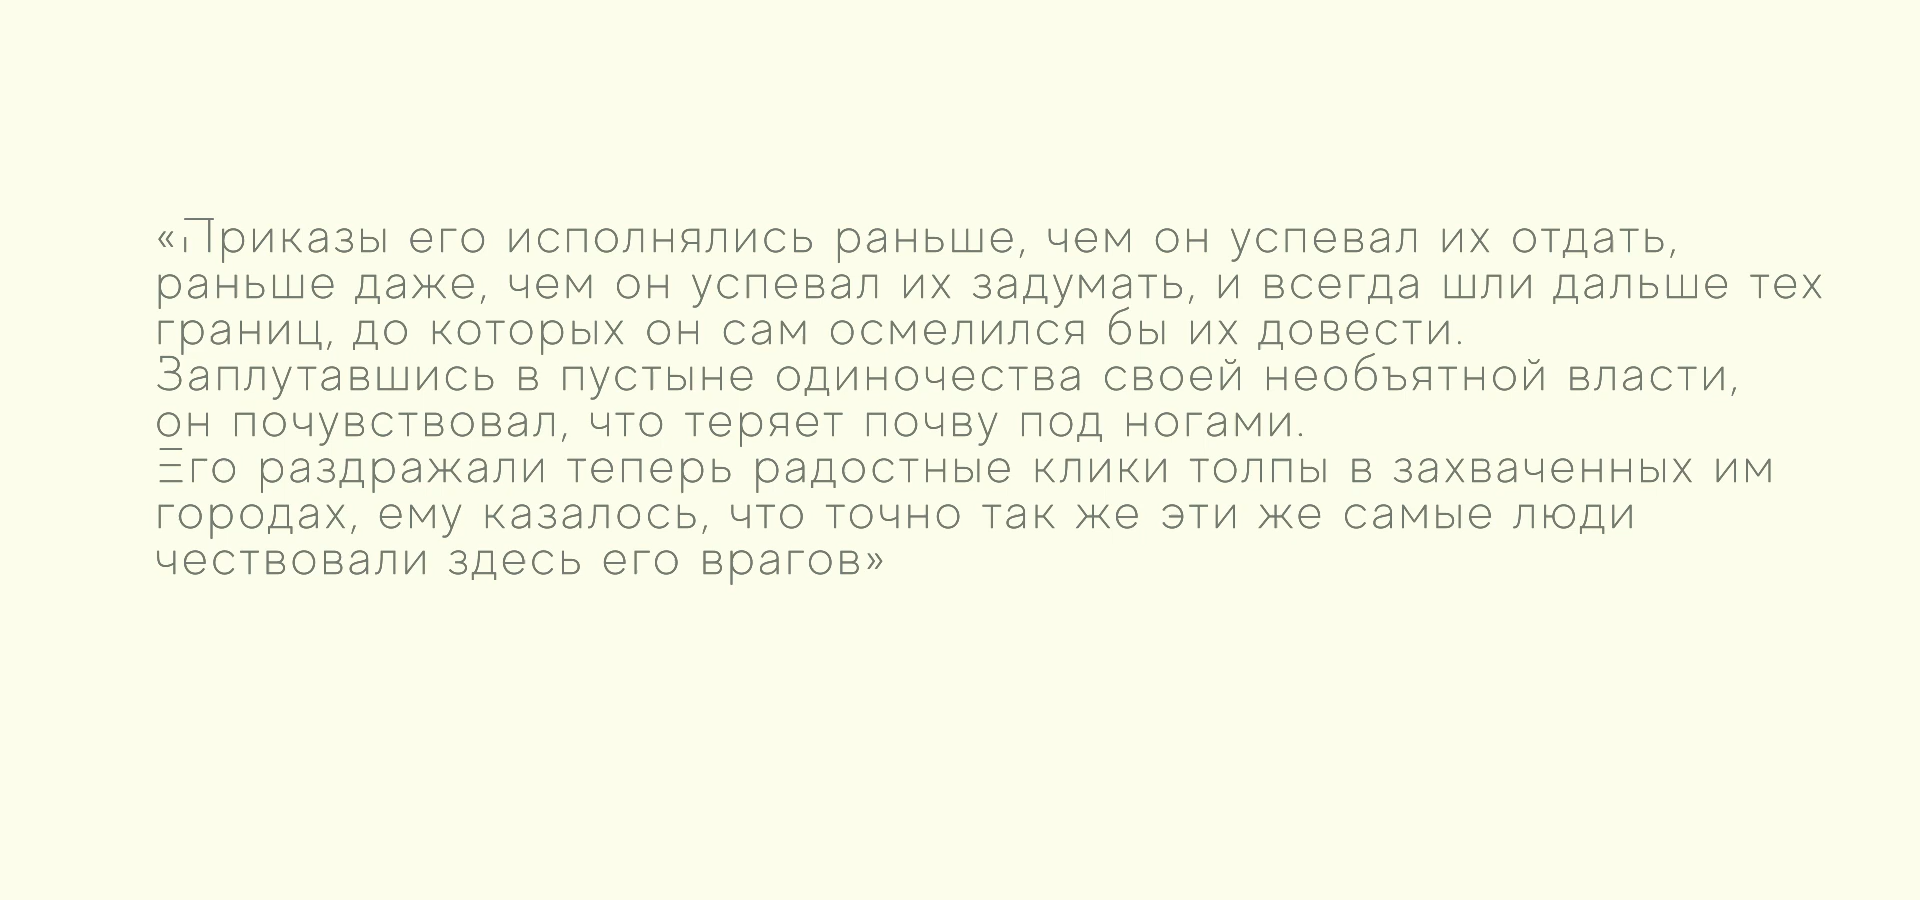 «Приказы его исполнялись раньше, чем он успевал их отдать,
раньше даже, чем он успевал их задумать, и всегда шли дальше тех
границ, до которых он сам осмелился бы их довести.
Заплутавшись в пустыне одиночества своей необъятной власти,
он почувствовал, что теряет почву под ногами.
Его раздражали теперь радостные клики толпы в захваченных им
городах, ему казалось, что точно так же эти же самые люди
чествовали здесь его врагов»